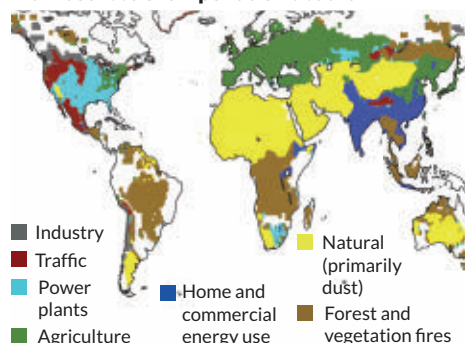 Industry
Traffic
Power
plants
Agriculture
Home and
commercial
energy use
Natural
(primarily
dust)
Forest and
vegetation fires